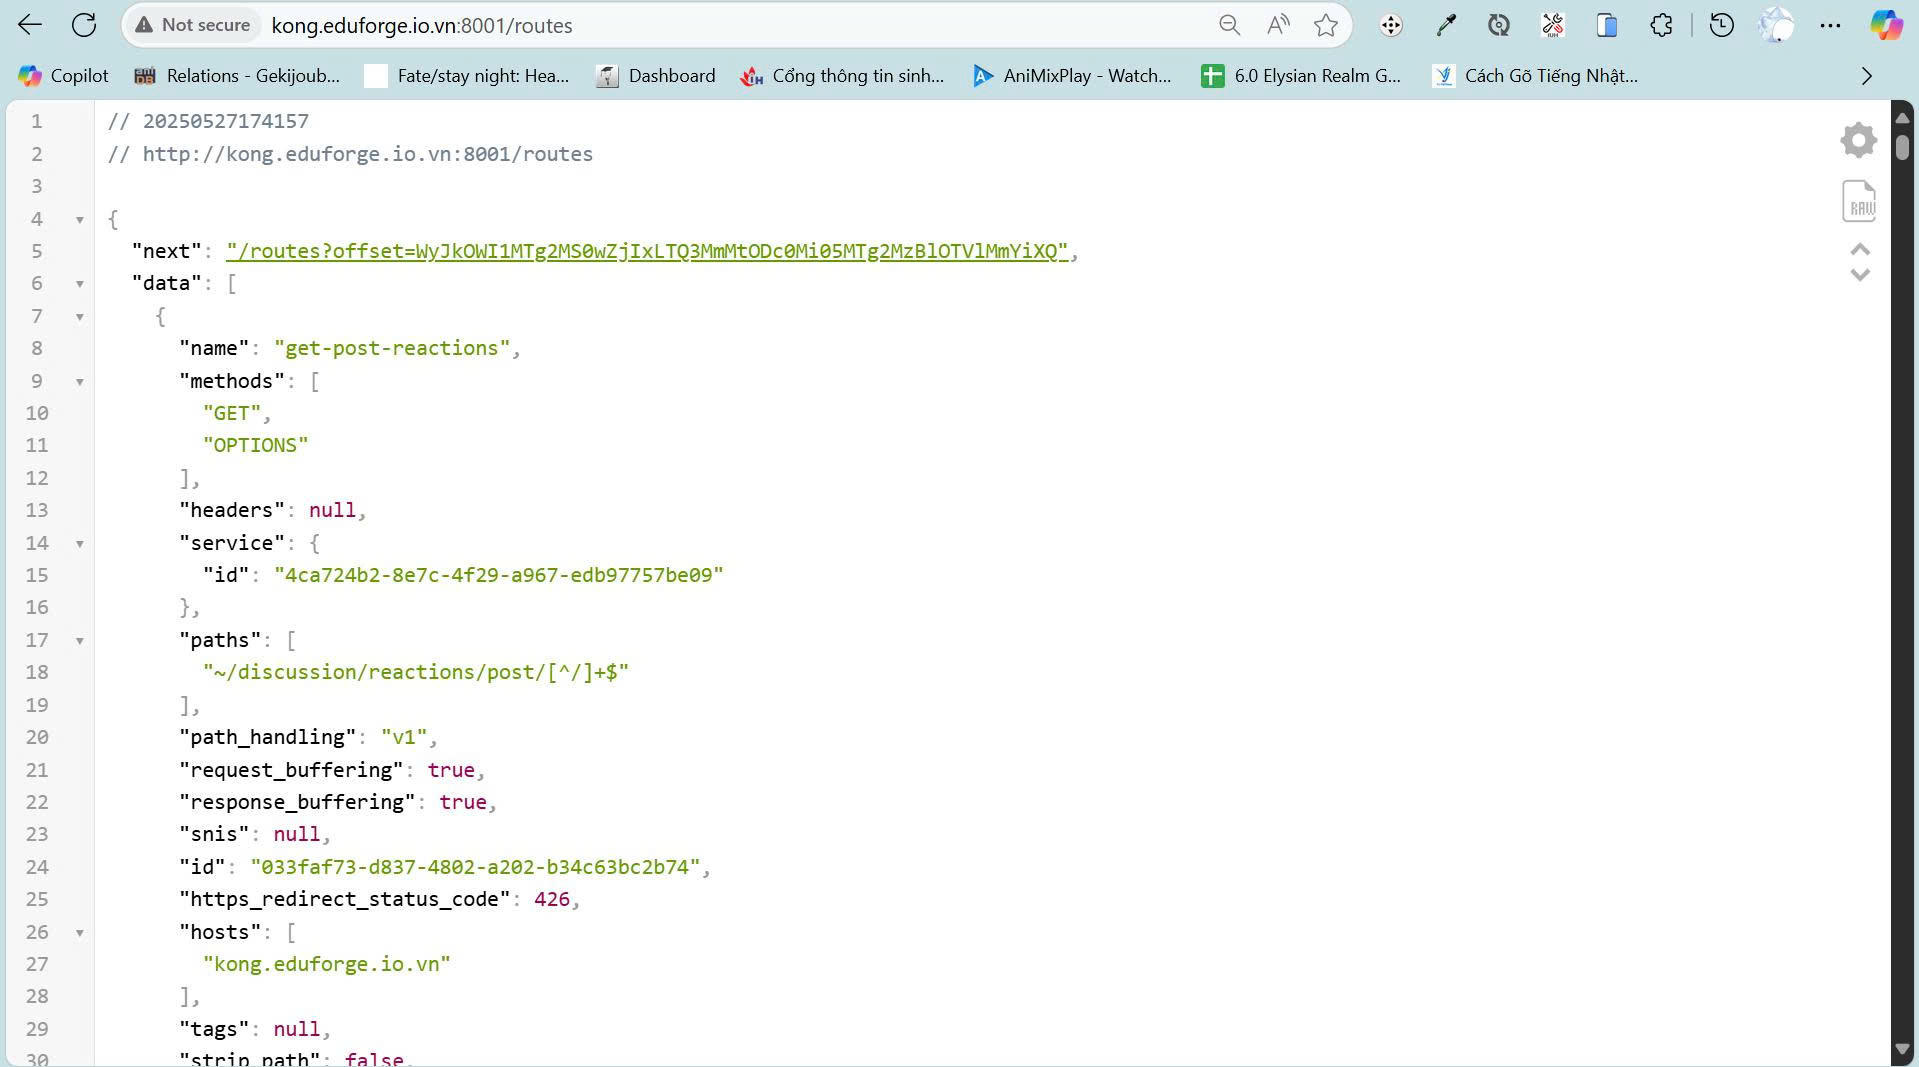 Not secure kong.eduforge.io.vn:8001/routes
Copilot Relations - Gekijoub... Fate/stay night: Hea... Dashboard Cổng thông tin sinh... AniMixPlay - Watch... 6.0 Elysian Realm G... Cách Gõ Tiếng Nhật...
1 // 20250527174157
2 // http://kong.eduforge.io.vn:8001/routes
3
4 {
5 "next": "/routes?offset=WyJkOWI1MTg2MS0wZjIxLTQ3MmMtODc0Mi05MTg2MzBlOTVlMmYiXQ",
6 "data": [
7 {
8 "name": "get-post-reactions",
9 "methods": [
10 "GET",
11 "OPTIONS"
12 ],
13 "headers": null,
14 "service": {
15 "id": "4ca724b2-8e7c-4f29-a967-edb97757be09"
16 },
17 "paths": [
18 "~/discussion/reactions/post/[^/]+$"
19 ],
20 "path_handling": "v1",
21 "request_buffering": true,
22 "response_buffering": true,
23 "snis": null,
24 "id": "033faf73-d837-4802-a202-b34c63bc2b74",
25 "https_redirect_status_code": 426,
26 "hosts": [
27 "kong.eduforge.io.vn"
28 ],
29 "tags": null,
30 "strip_path": false,
RAW